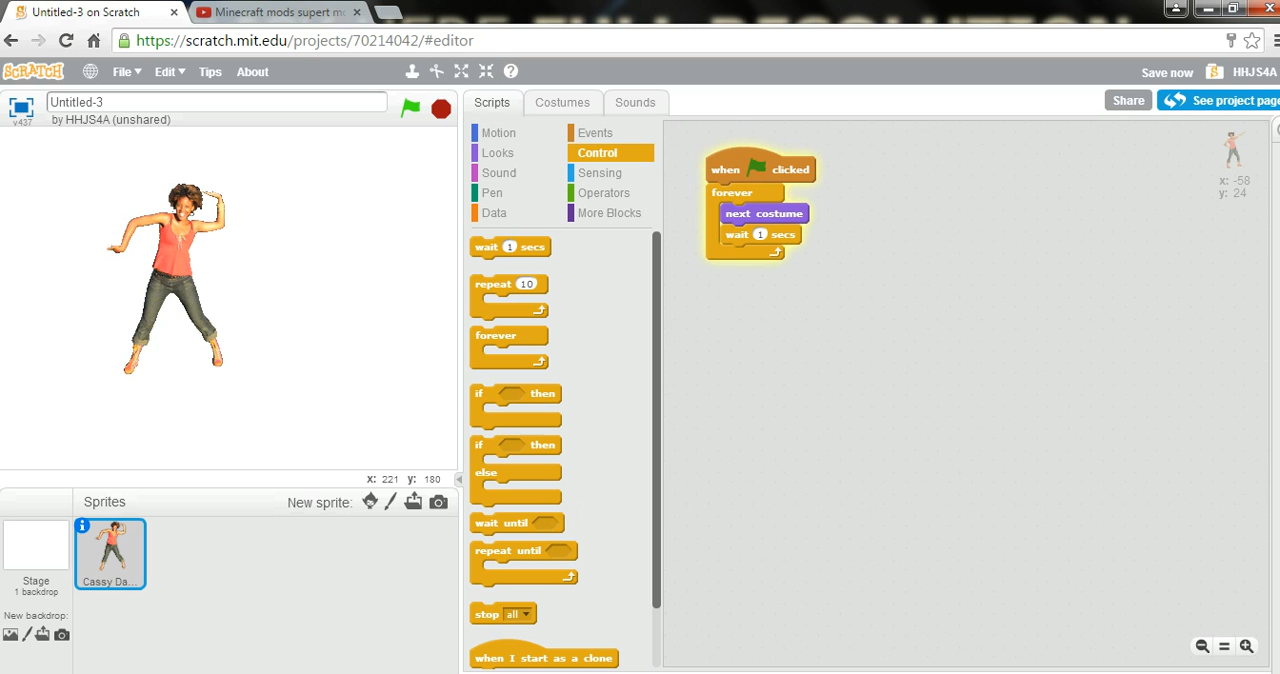 Untitled-3 on Scratch
Minecraft mods supert mo
https://scratch.mit.edu/projects/70214042/#editor
SCRATCH File Edit Tips About Save now HHJS4A
Untitled-3
by HHJS4A (unshared)
v437
Scripts Costumes Sounds
Share See project page
Motion Events
Looks Control
Sound Sensing
Pen Operators
Data More Blocks
wait 1 secs
repeat 10
forever
if then
if then
else
wait until
repeat until
stop all
when I start as a clone
when clicked
forever
next costume
wait 1 secs
x: -58
y: 24
x: 221 y: 180
Sprites New sprite:
Stage
1 backdrop
New backdrop:
Cassy Da...